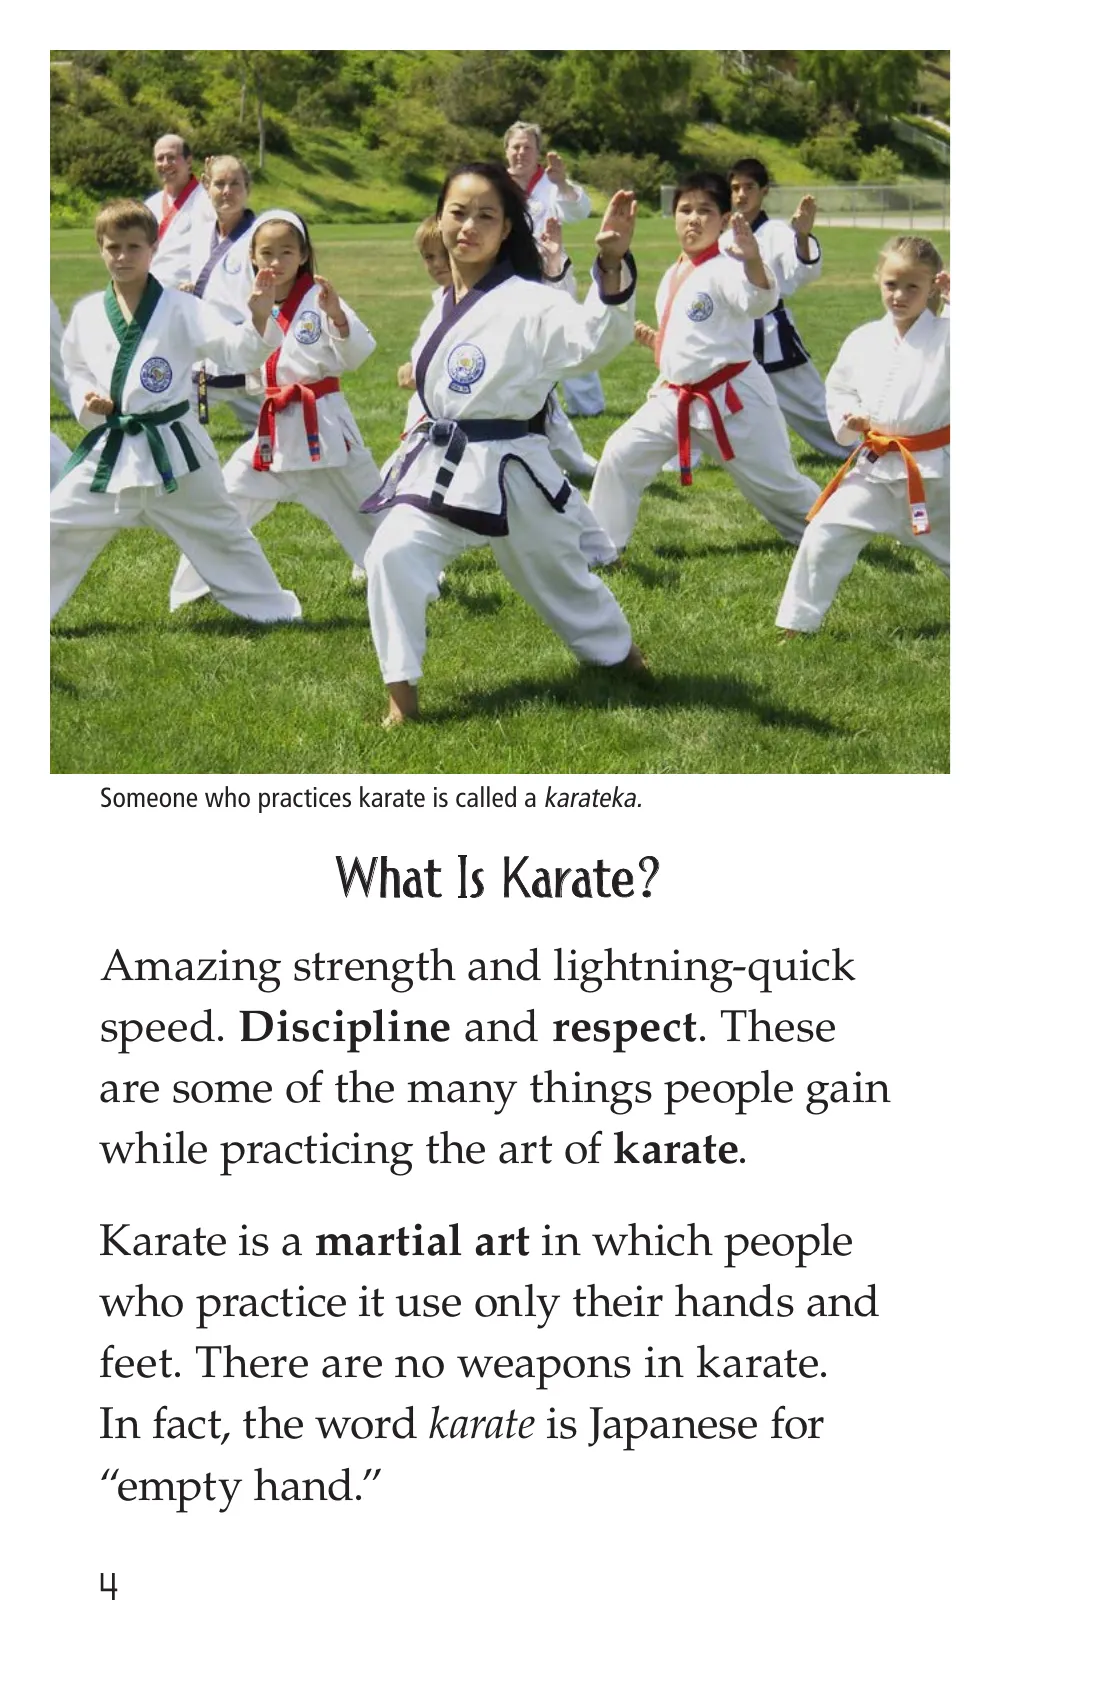 Someone who practices karate is called a karateka.
What Is Karate?
Amazing strength and lightning-quick
speed. Discipline and respect. These
are some of the many things people gain
while practicing the art of karate.
Karate is a martial art in which people
who practice it use only their hands and
feet. There are no weapons in karate.
In fact, the word karate is Japanese for
“empty hand.”
4